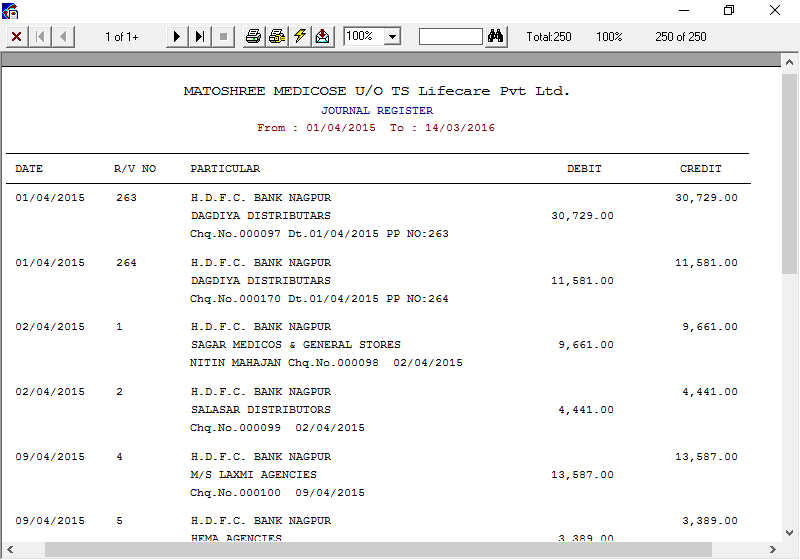 1 of 1+ 100% Total:250 100% 250 of 250
MATOSHREE MEDICOSE U/O TS Lifecare Pvt Ltd.
JOURNAL REGISTER
From : 01/04/2015 To : 14/03/2016
DATE R/V NO PARTICULAR DEBIT CREDIT
01/04/2015 263 H.D.F.C. BANK NAGPUR 30,729.00
DAGDIYA DISTRIBUTARS 30,729.00
Chq.No.000097 Dt.01/04/2015 PP NO:263
01/04/2015 264 H.D.F.C. BANK NAGPUR 11,581.00
DAGDIYA DISTRIBUTARS 11,581.00
Chq.No.000170 Dt.01/04/2015 PP NO:264
02/04/2015 1 H.D.F.C. BANK NAGPUR 9,661.00
SAGAR MEDICOS & GENERAL STORES 9,661.00
NITIN MAHAJAN Chq.No.000098 02/04/2015
02/04/2015 2 H.D.F.C. BANK NAGPUR 4,441.00
SALASAR DISTRIBUTORS 4,441.00
Chq.No.000099 02/04/2015
09/04/2015 4 H.D.F.C. BANK NAGPUR 13,587.00
M/S LAXMI AGENCIES 13,587.00
Chq.No.000100 09/04/2015
09/04/2015 5 H.D.F.C. BANK NAGPUR 3,389.00
HEMA AGENCIES 3,389.00